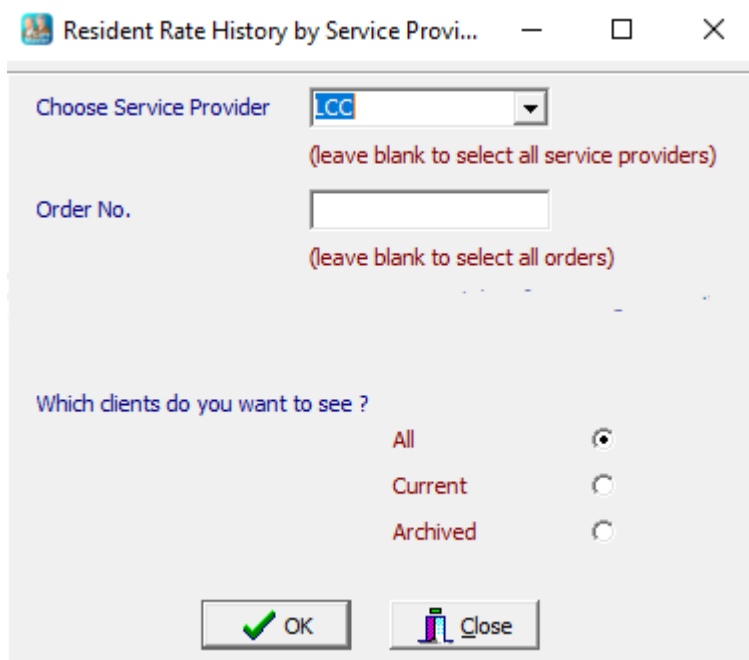 Resident Rate History by Service Provi...
Choose Service Provider LCC
(leave blank to select all service providers)
Order No.
(leave blank to select all orders)
Which clients do you want to see ?
All
Current
Archived
OK Close